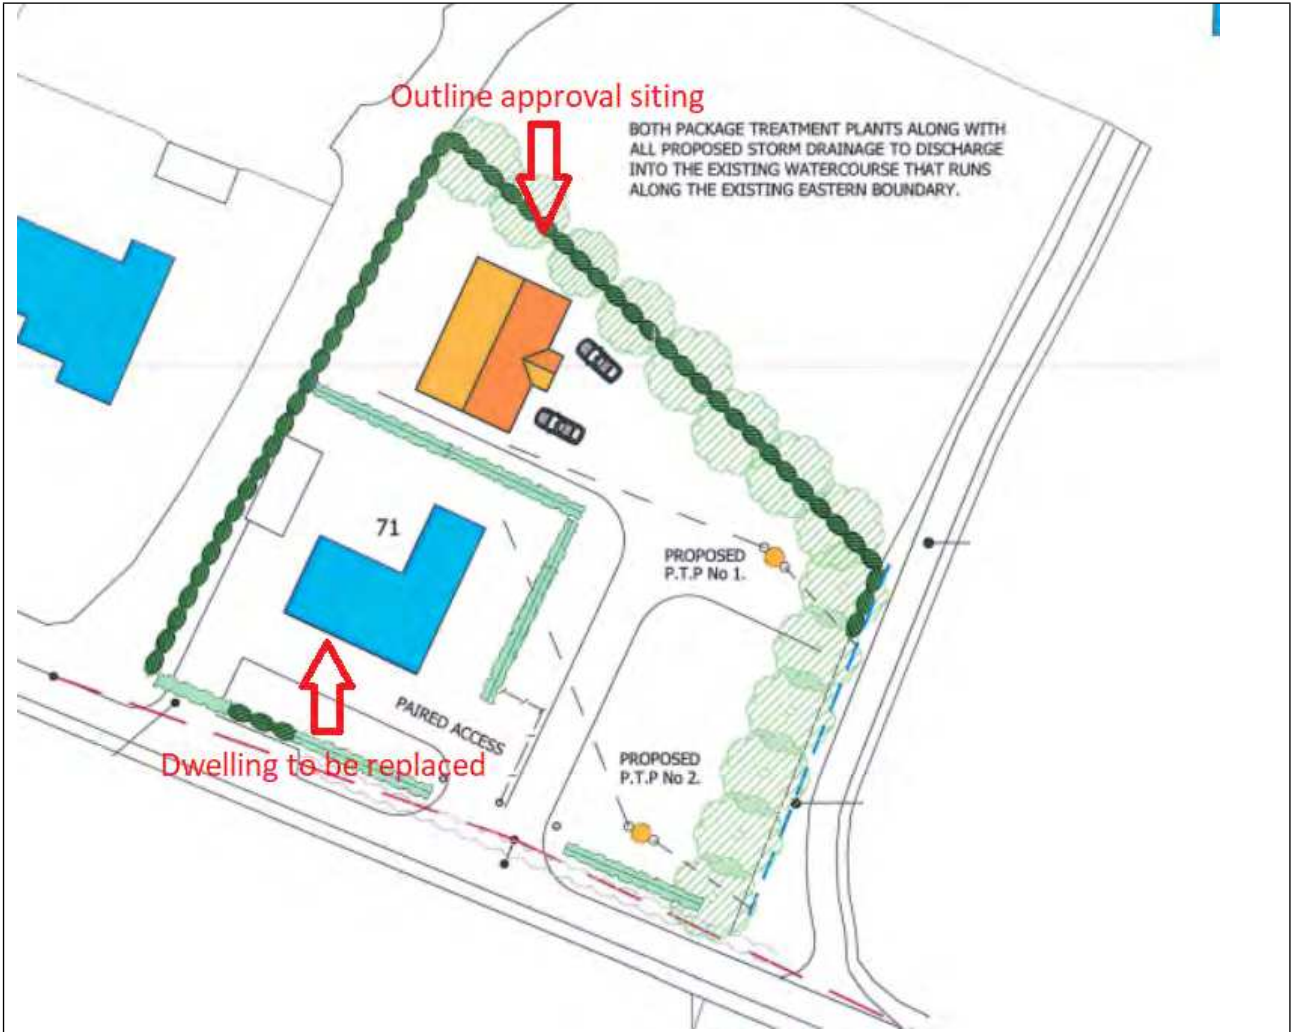 Outline approval siting
BOTH PACKAGE TREATMENT PLANTS ALONG WITH
ALL PROPOSED STORM DRAINAGE TO DISCHARGE
INTO THE EXISTING WATERCOURSE THAT RUNS
ALONG THE EXISTING EASTERN BOUNDARY.
71
PROPOSED
P.T.P No 1.
PAIRED ACCESS
PROPOSED
P.T.P No 2.
Dwelling to be replaced